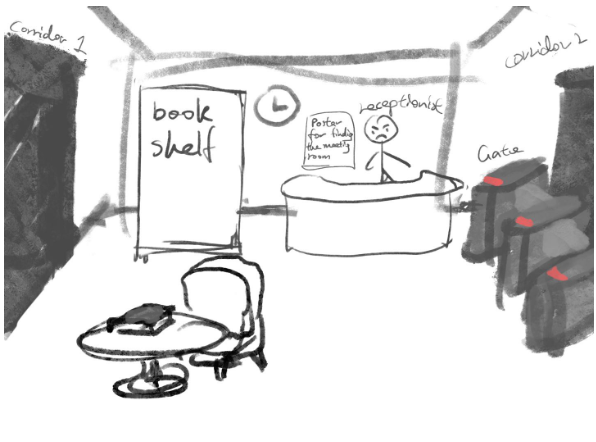 Corridor 1
corridor 2
book
shelf
receptionist
Poster
for finding
the meeting
room
Gate